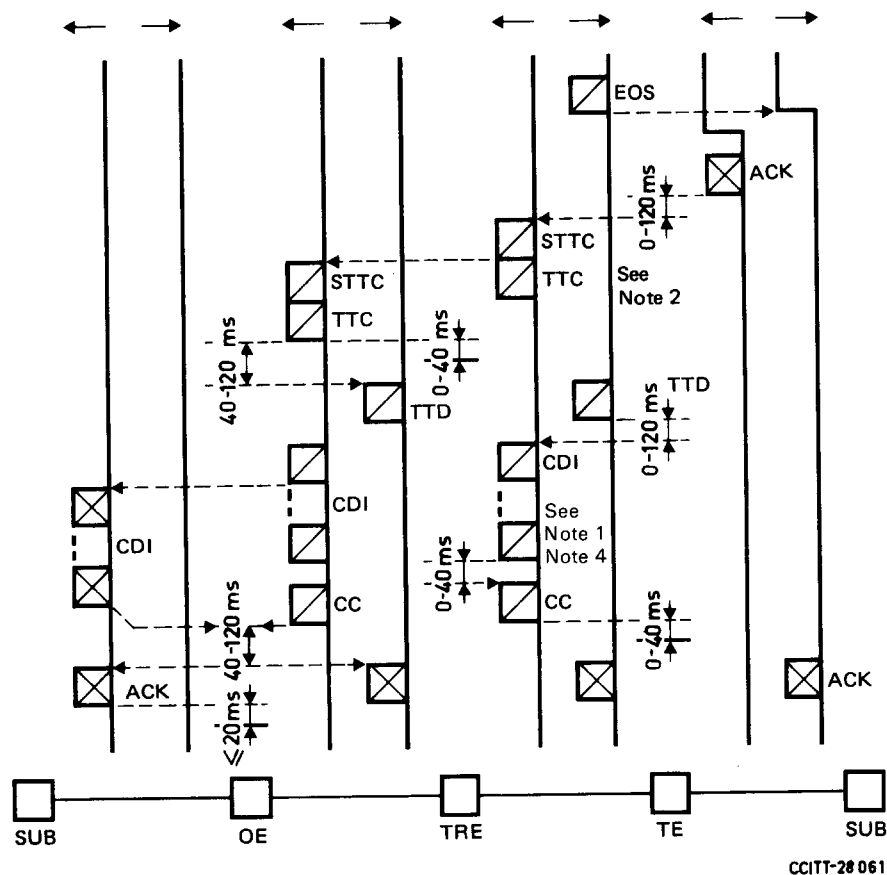 EOS
ACK
0-120 ms
STTC
STTC
TTC
See
Note 2
TTC
40-120 ms
0-40 ms
TTD
TTD
0-120 ms
CDI
CDI
See
Note 1
Note 4
CDI
0-40 ms
CC
CC
40-120 ms
0-40 ms
ACK
ACK
≤20ms
SUB
OE
TRE
TE
SUB
CCITT-28 061